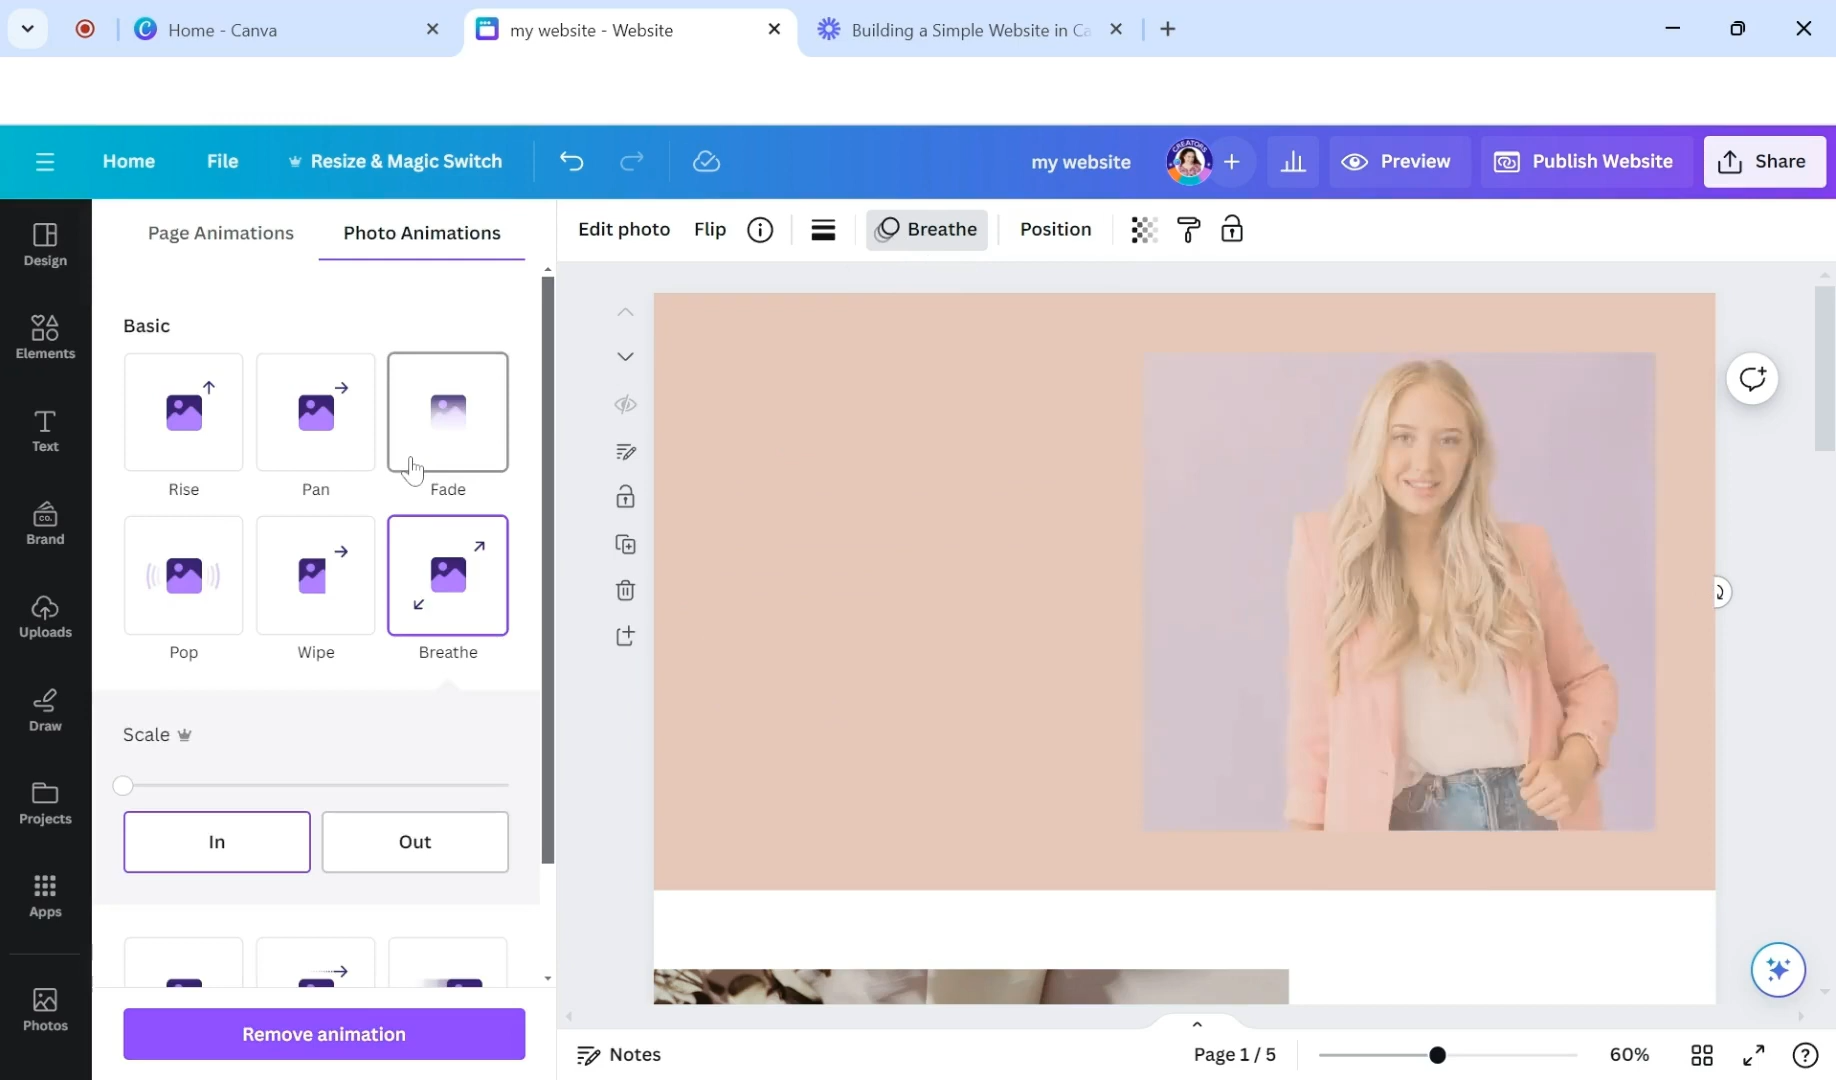 Home - Canva
my website - Website
Building a Simple Website in Ca
Home
File
Resize & Magic Switch
my website
Preview
Publish Website
Share
Design
Elements
Text
CO.
Brand
Uploads
Draw
Projects
Apps
Photos
Page Animations
Photo Animations
Basic
Rise
Pan
Fade
Pop
Wipe
Breathe
Scale
In
Out
Remove animation
Edit photo
Flip
Breathe
Position
Notes
Page 1 / 5
60%